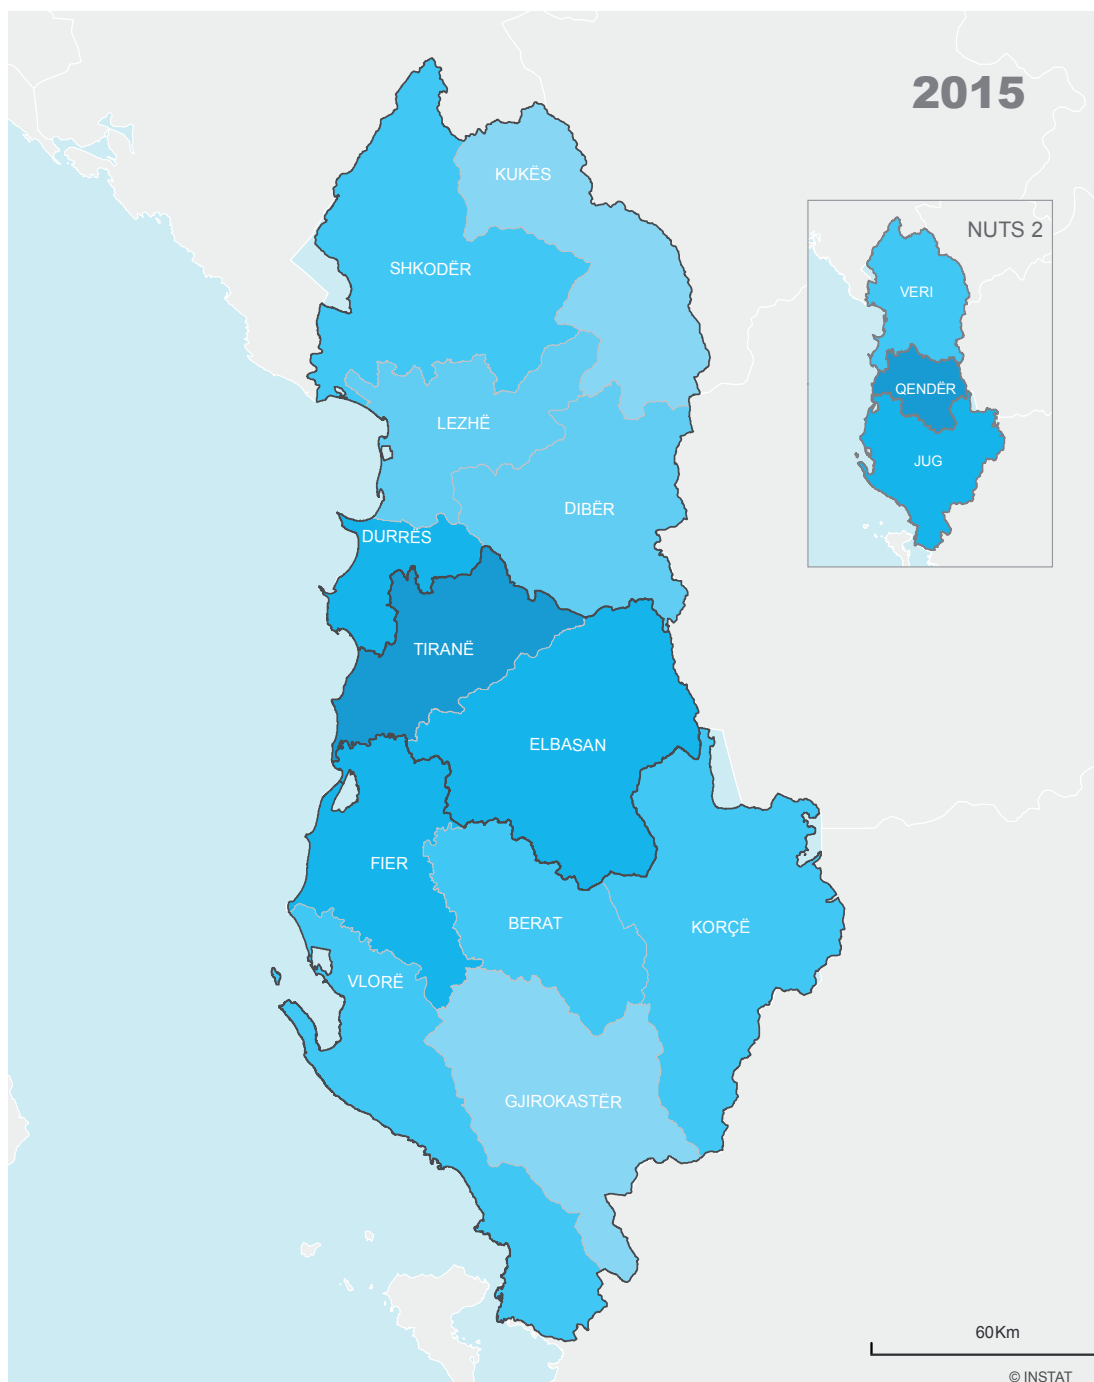 2015
NUTS 2
VERI
QENDËR
JUG
KUKËS
SHKODËR
LEZHË
DIBËR
DURRËS
TIRANË
ELBASAN
FIER
BERAT
KORÇË
VLORË
GJIROKASTËR
60Km
© INSTAT